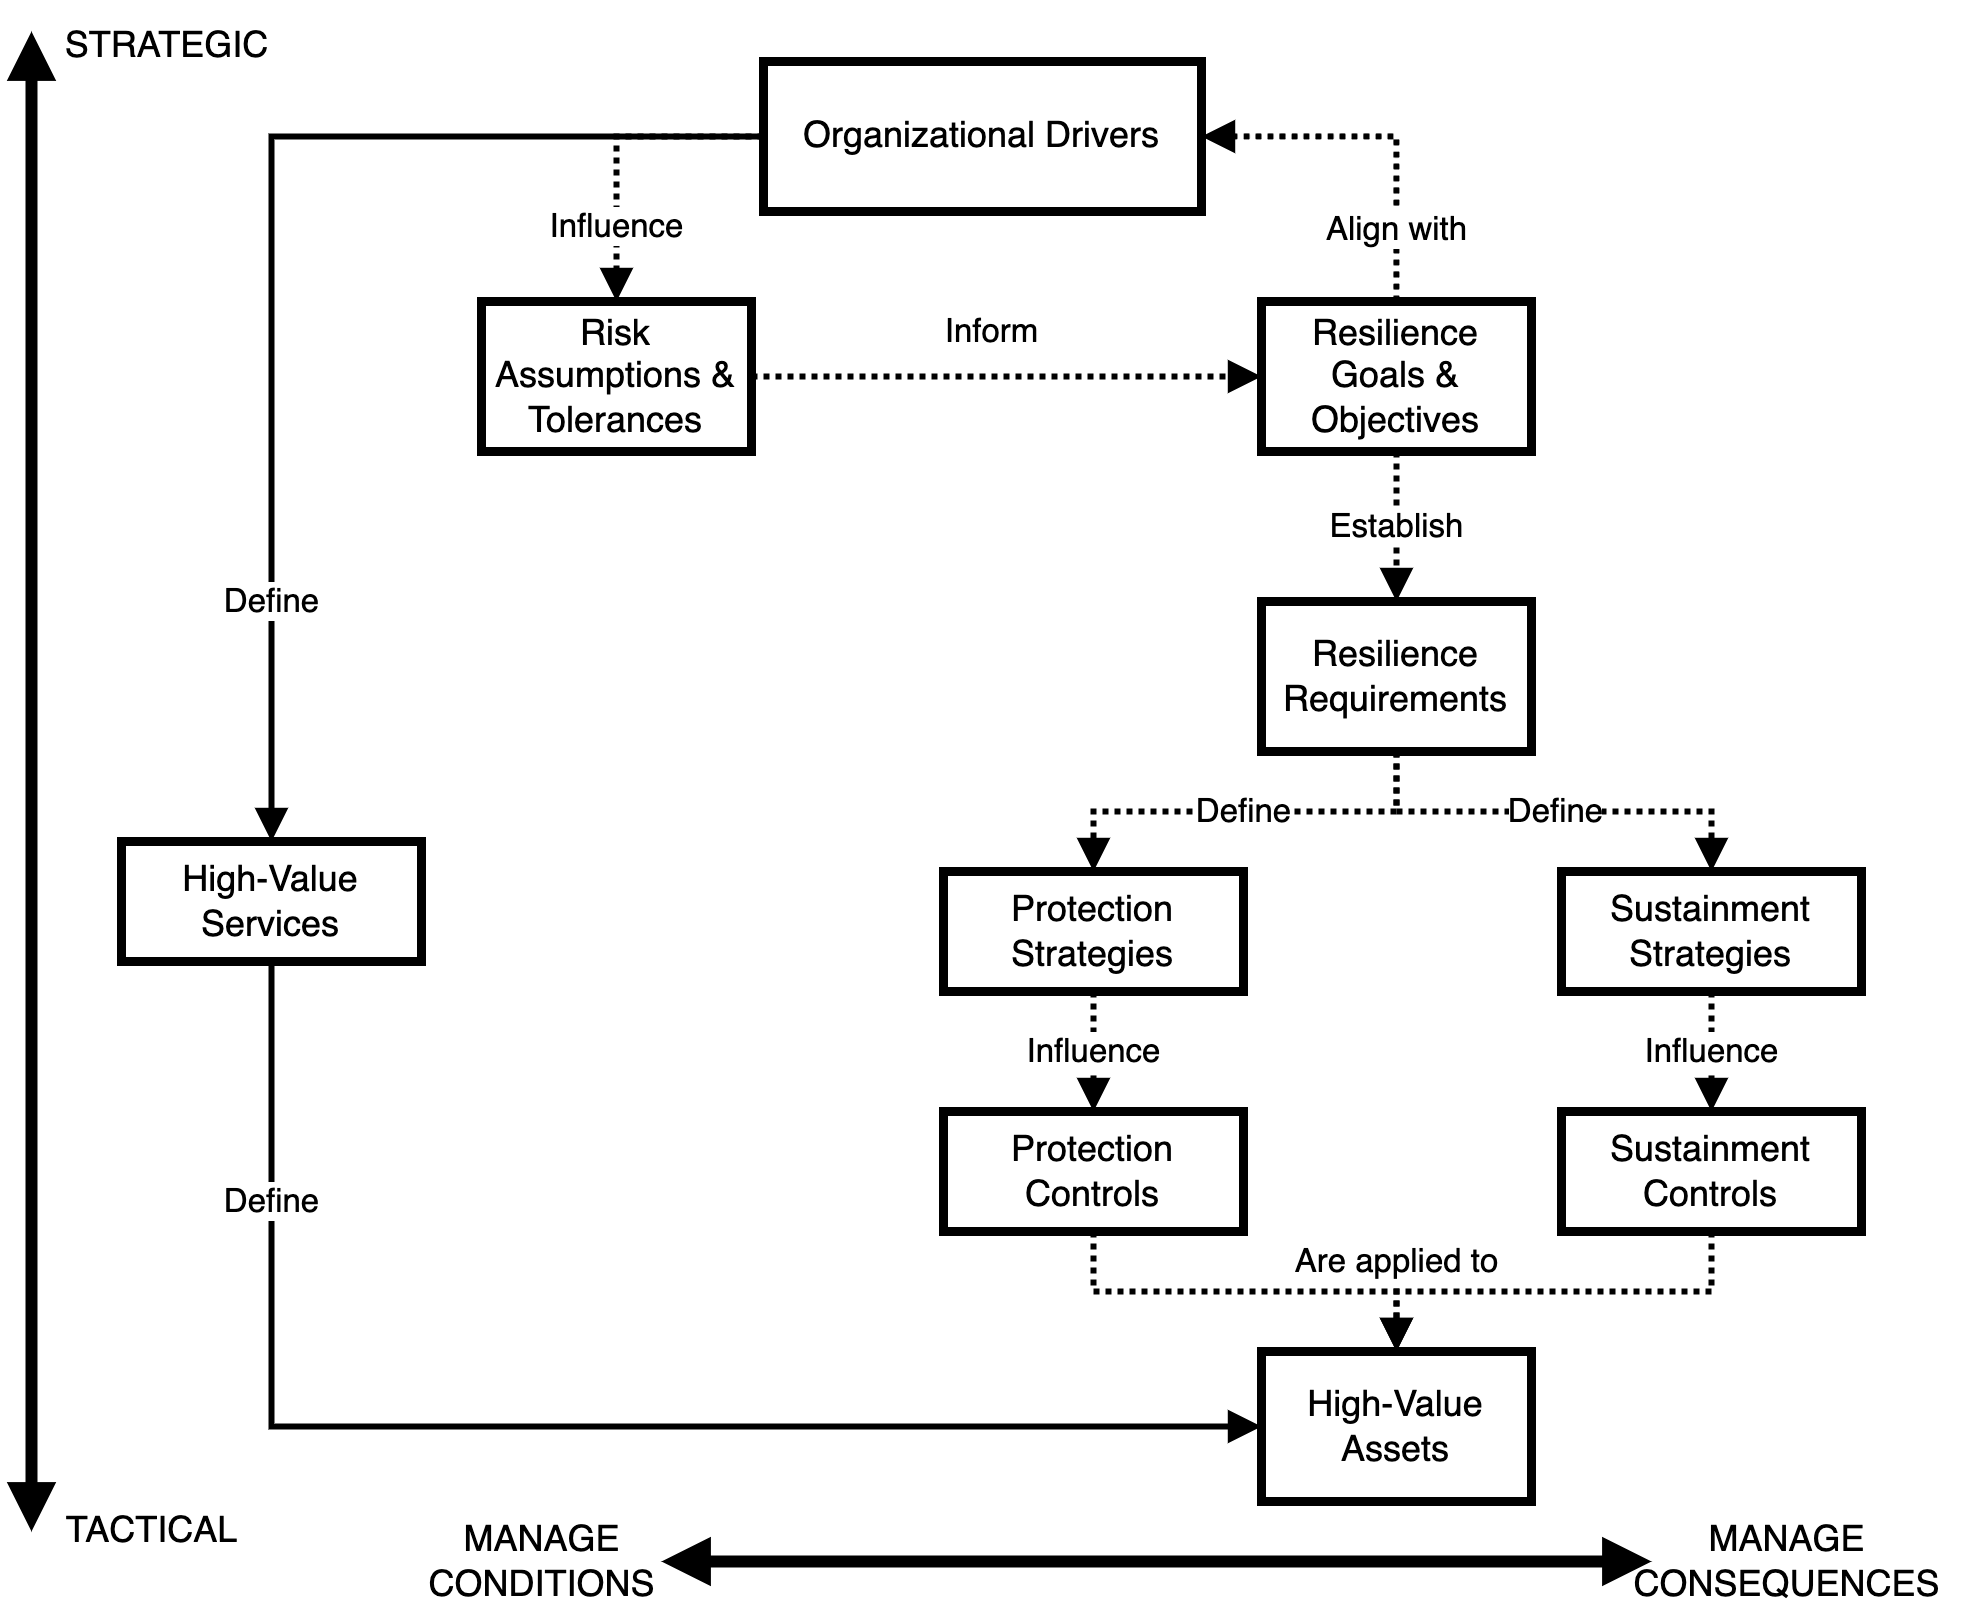 STRATEGIC
Organizational Drivers
Influence
Align with
Risk
Assumptions &
Tolerances
Inform
Resilience
Goals &
Objectives
Establish
Define
Resilience
Requirements
Define
Define
High-Value
Services
Protection
Strategies
Sustainment
Strategies
Influence
Influence
Protection
Controls
Sustainment
Controls
Define
Are applied to
High-Value
Assets
TACTICAL
MANAGE
CONDITIONS
MANAGE
CONSEQUENCES